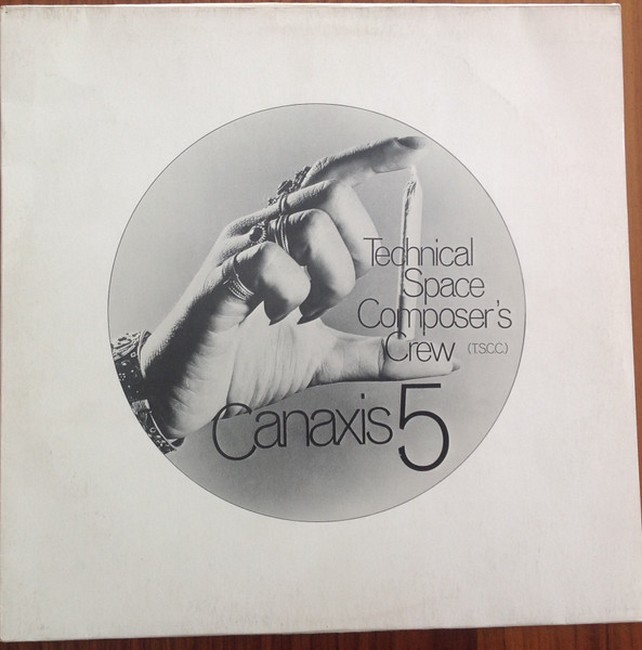 Technical
Space
Composer's
Crew (T.S.C.C.)
Canaxis 5